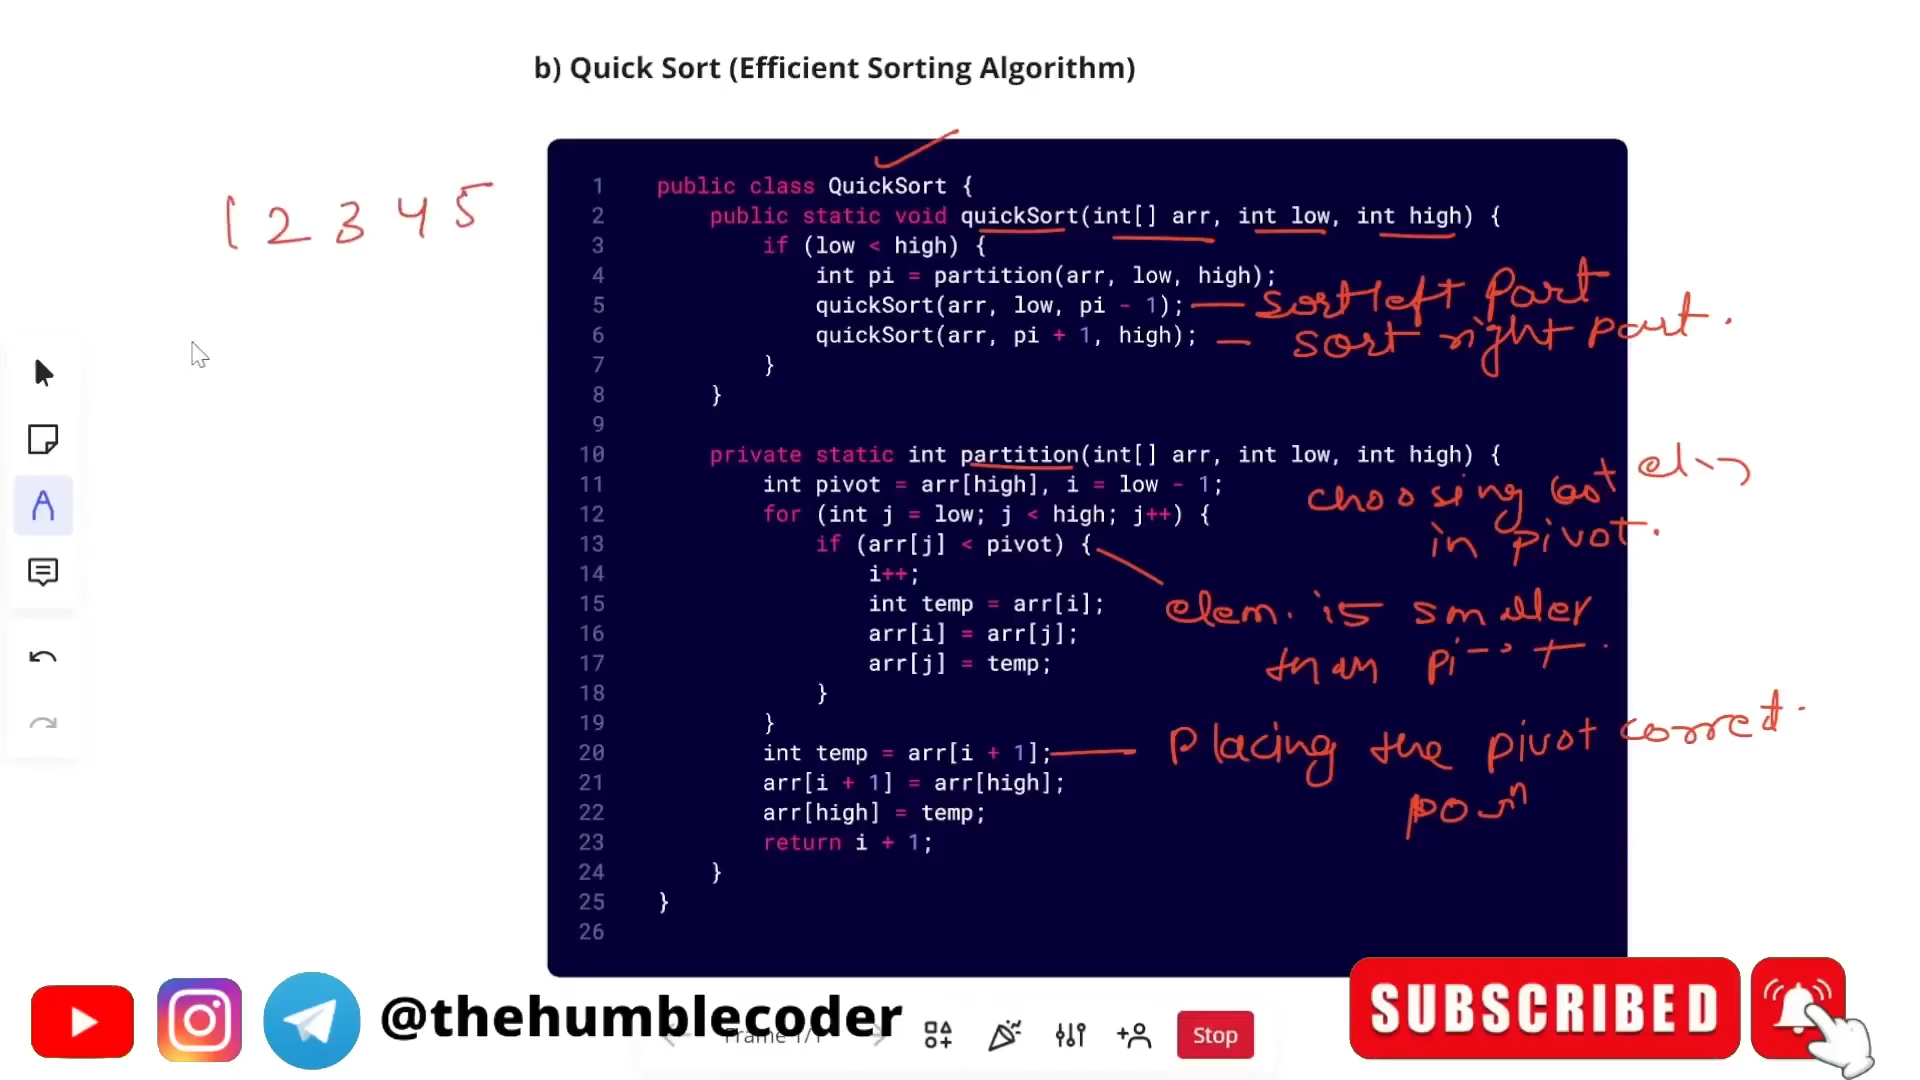 b) Quick Sort (Efficient Sorting Algorithm)
1 2 3 4 5
1 public class QuickSort {
2 public static void quickSort(int[] arr, int low, int high) {
3 if (low < high) {
4 int pi = partition(arr, low, high);
5 quickSort(arr, low, pi - 1); — sort left part
6 quickSort(arr, pi + 1, high); — sort right part.
7 }
8 }
9
10 private static int partition(int[] arr, int low, int high) {
11 int pivot = arr[high], i = low - 1;
choosing
12 for (int j = low; j < high; j++) {
in pivot.
13 if (arr[j] < pivot) {
14 i++;
15 int temp = arr[i];
elem. is smaller
16 arr[i] = arr[j];
than
17 arr[j] = temp;
18 }
19 }
20 int temp = arr[i + 1]; — Placing the pivot correct.
21 arr[i + 1] = arr[high];
22 arr[high] = temp;
23 return i + 1;
24 }
25 }
26
@thehumblecoder
Frame 1/1
Stop
SUBSCRIBED